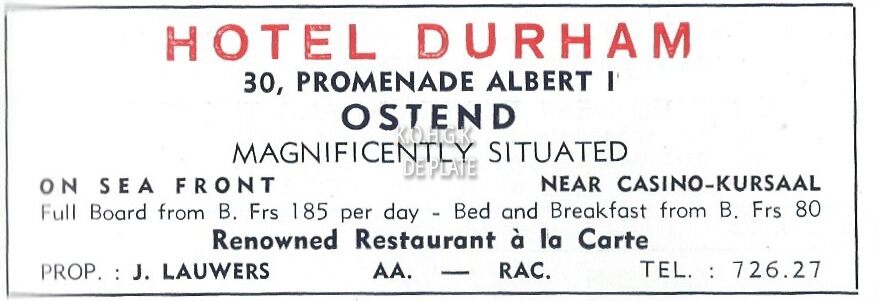 HOTEL DURHAM
30, PROMENADE ALBERT I
OSTEND
K.O.H.G.K.
DE PLATE
MAGNIFICENTLY SITUATED
ON SEA FRONT NEAR CASINO-KURSAAL
Full Board from B. Frs 185 per day - Bed and Breakfast from B. Frs 80
Renowned Restaurant à la Carte
PROP. : J. LAUWERS AA. — RAC. TEL. : 726.27